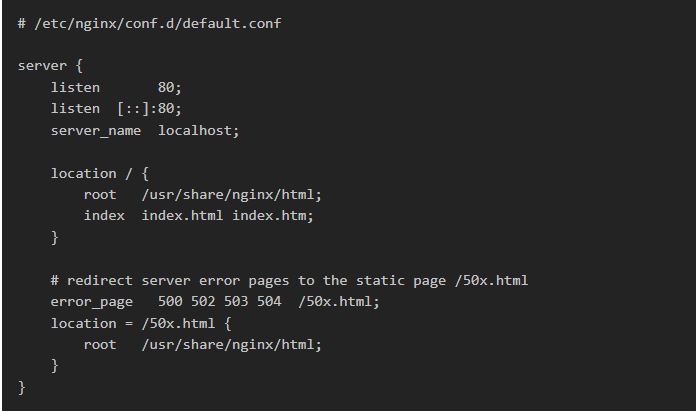 # /etc/nginx/conf.d/default.conf

server {
    listen       80;
    listen  [::]:80;
    server_name  localhost;

    location / {
        root   /usr/share/nginx/html;
        index  index.html index.htm;
    }

    # redirect server error pages to the static page /50x.html
    error_page   500 502 503 504  /50x.html;
    location = /50x.html {
        root   /usr/share/nginx/html;
    }
}